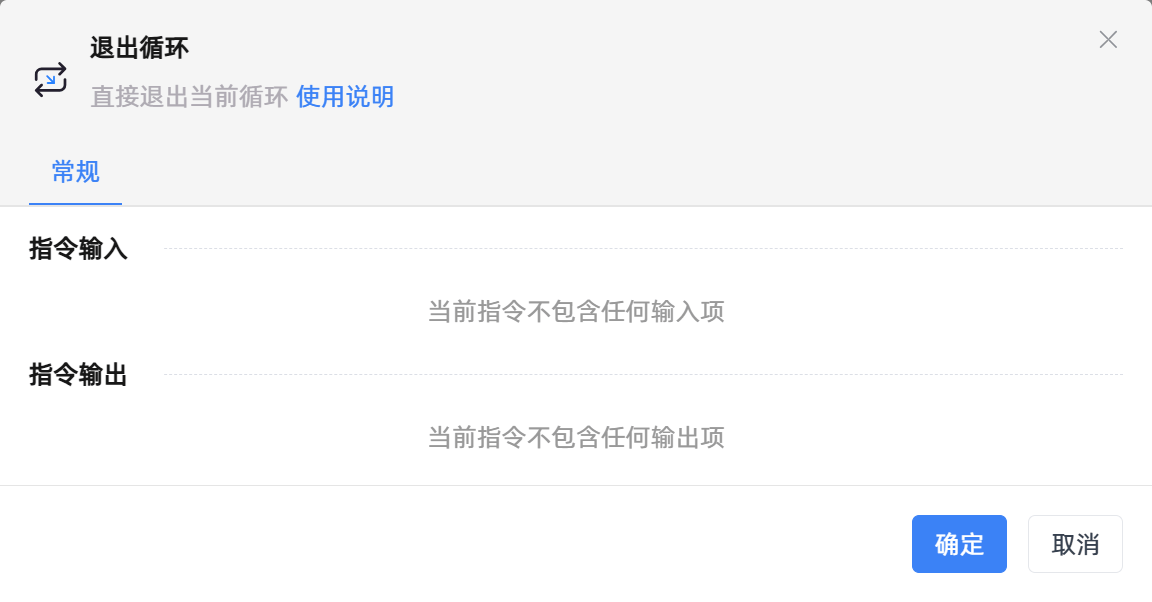 退出循环
直接退出当前循环 使用说明
常规
指令输入
当前指令不包含任何输入项
指令输出
当前指令不包含任何输出项
确定 取消